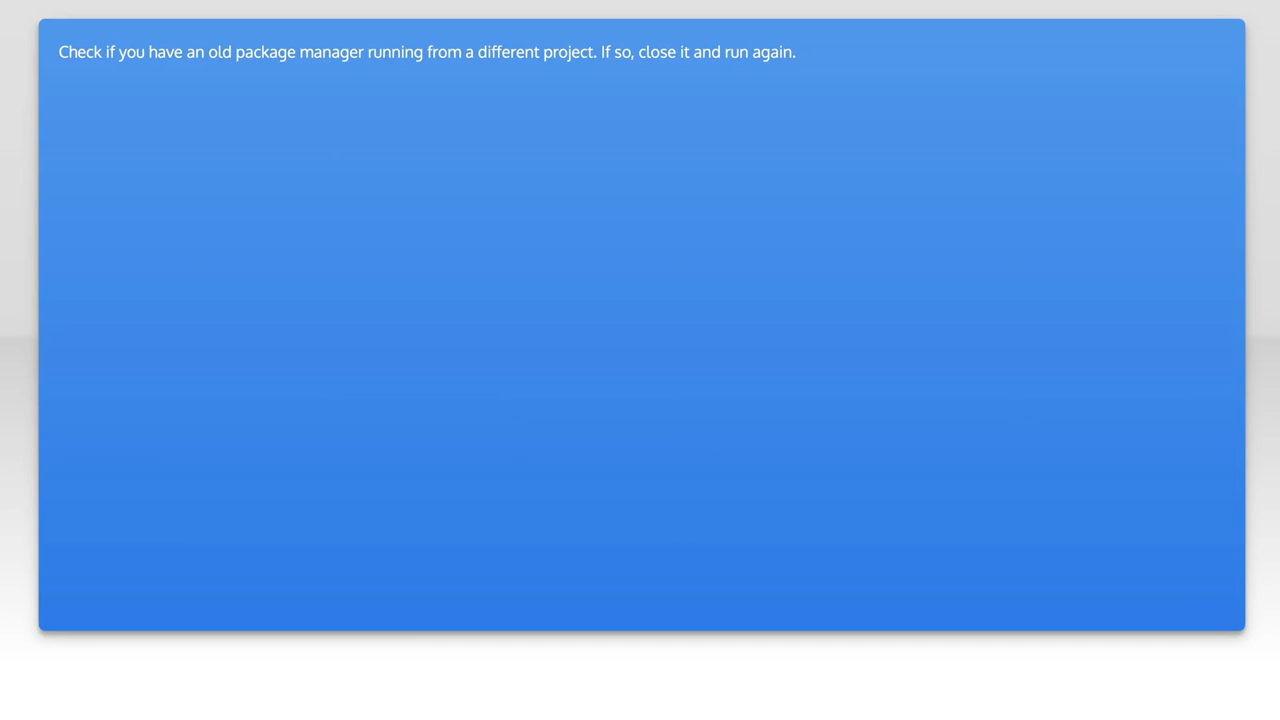 Check if you have an old package manager running from a different project. If so, close it and run again.